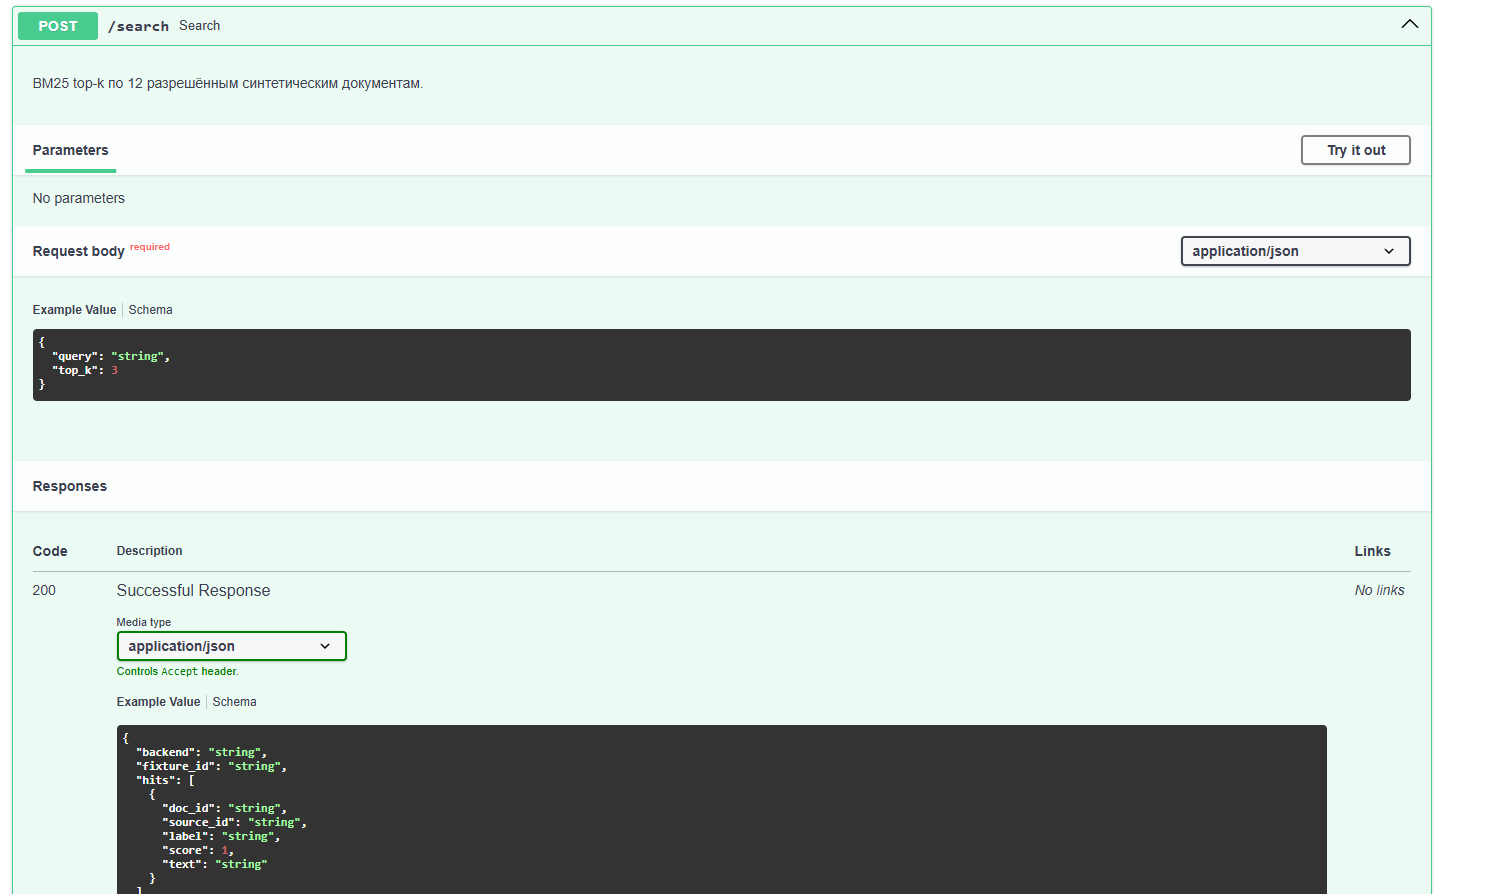 POST /search Search
BM25 top-k по 12 разрешённым синтетическим документам.
Parameters
Try it out
No parameters
Request body required
application/json
Example Value Schema
{
  "query": "string",
  "top_k": 3
}
Responses
Code Description Links
200 Successful Response No links
Media type
application/json
Controls Accept header.
Example Value Schema
{
  "backend": "string",
  "fixture_id": "string",
  "hits": [
    {
      "doc_id": "string",
      "source_id": "string",
      "label": "string",
      "score": 1,
      "text": "string"
    }
  ]